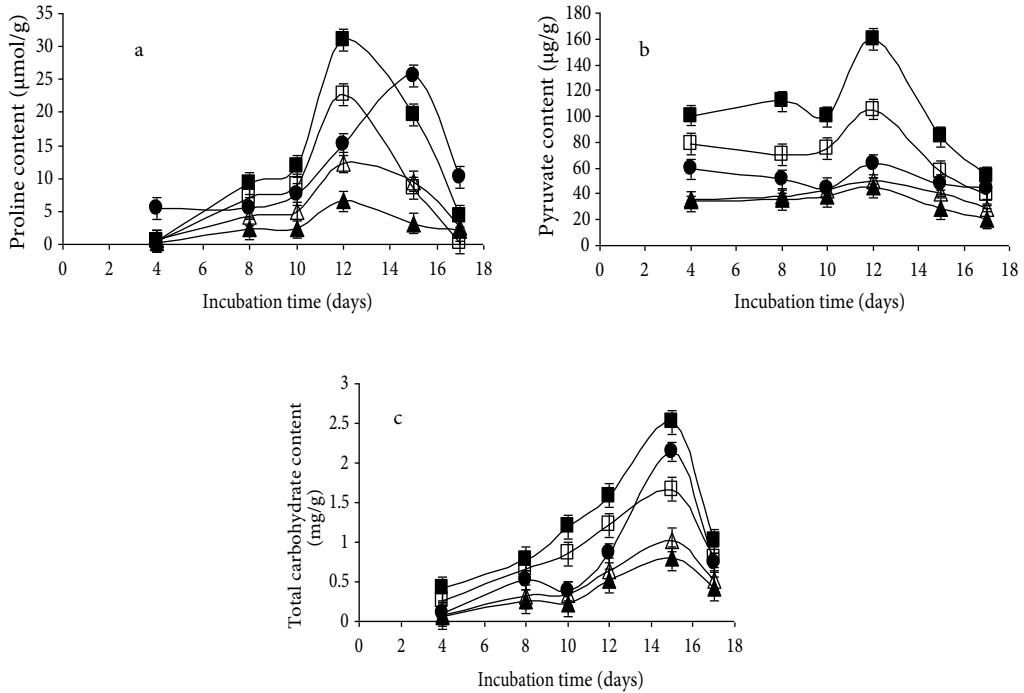 a
Proline content (µmol/g)
35
30
25
20
15
10
5
0
0 2 4 6 8 10 12 14 16 18
Incubation time (days)
b
Pyruvate content (µg/g)
180
160
140
120
100
80
60
40
20
0
0 2 4 6 8 10 12 14 16 18
Incubation time (days)
c
Total carbohydrate content
(mg/g)
3
2.5
2
1.5
1
0.5
0
0 2 4 6 8 10 12 14 16 18
Incubation time (days)